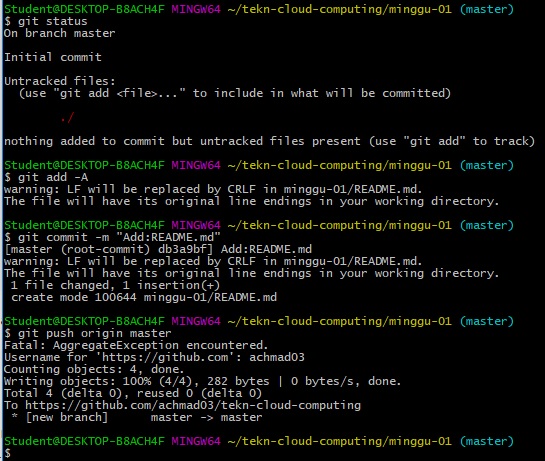 Student@DESKTOP-B8ACH4F MINGW64 ~/tekn-cloud-computing/minggu-01 (master)
$ git status
On branch master
Initial commit
Untracked files:
  (use "git add <file>..." to include in what will be committed)
        ./
nothing added to commit but untracked files present (use "git add" to track)
Student@DESKTOP-B8ACH4F MINGW64 ~/tekn-cloud-computing/minggu-01 (master)
$ git add -A
warning: LF will be replaced by CRLF in minggu-01/README.md.
The file will have its original line endings in your working directory.
Student@DESKTOP-B8ACH4F MINGW64 ~/tekn-cloud-computing/minggu-01 (master)
$ git commit -m "Add:README.md"
[master (root-commit) db3a9bf] Add:README.md
warning: LF will be replaced by CRLF in minggu-01/README.md.
The file will have its original line endings in your working directory.
 1 file changed, 1 insertion(+)
 create mode 100644 minggu-01/README.md
Student@DESKTOP-B8ACH4F MINGW64 ~/tekn-cloud-computing/minggu-01 (master)
$ git push origin master
Fatal: AggregateException encountered.
Username for 'https://github.com': achmad03
Counting objects: 4, done.
Writing objects: 100% (4/4), 282 bytes | 0 bytes/s, done.
Total 4 (delta 0), reused 0 (delta 0)
To https://github.com/achmad03/tekn-cloud-computing
 * [new branch]      master -> master
Student@DESKTOP-B8ACH4F MINGW64 ~/tekn-cloud-computing/minggu-01 (master)
$